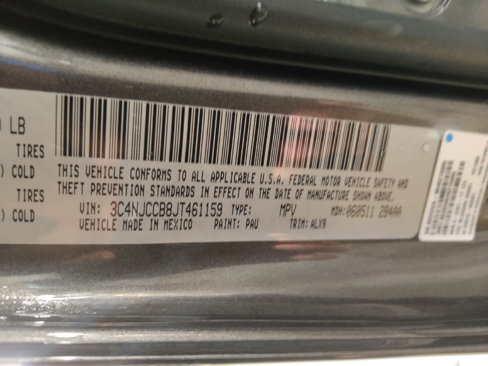 LB
TIRES
COLD
TIRES
COLD
THIS VEHICLE CONFORMS TO ALL APPLICABLE U.S.A. FEDERAL MOTOR VEHICLE SAFETY AND
THEFT PREVENTION STANDARDS IN EFFECT ON THE DATE OF MANUFACTURE SHOWN ABOVE.
VIN: 3C4NJCCB8JT461159 TYPE: MPV MDH: 060511 284AA
VEHICLE MADE IN MEXICO PAINT: PAU TRIM: ALX9